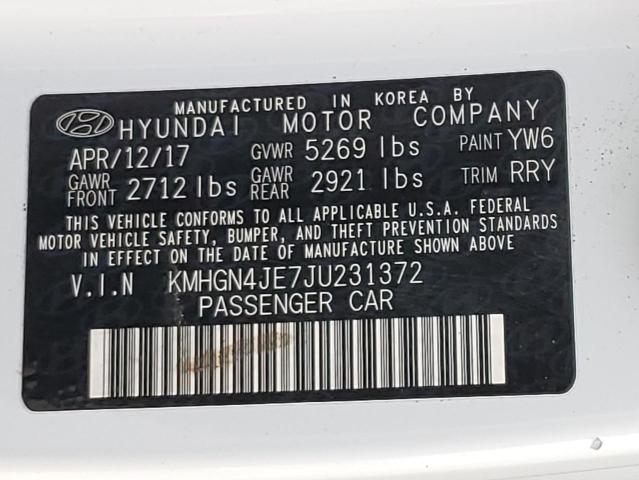 MANUFACTURED IN KOREA BY
HYUNDAI MOTOR COMPANY
APR/12/17 GVWR 5269 lbs PAINT YW6
GAWR FRONT 2712 lbs GAWR REAR 2921 lbs TRIM RRY
THIS VEHICLE CONFORMS TO ALL APPLICABLE U.S.A. FEDERAL
MOTOR VEHICLE SAFETY, BUMPER, AND THEFT PREVENTION STANDARDS
IN EFFECT ON THE DATE OF MANUFACTURE SHOWN ABOVE
V.I.N KMHGN4JE7JU231372
PASSENGER CAR